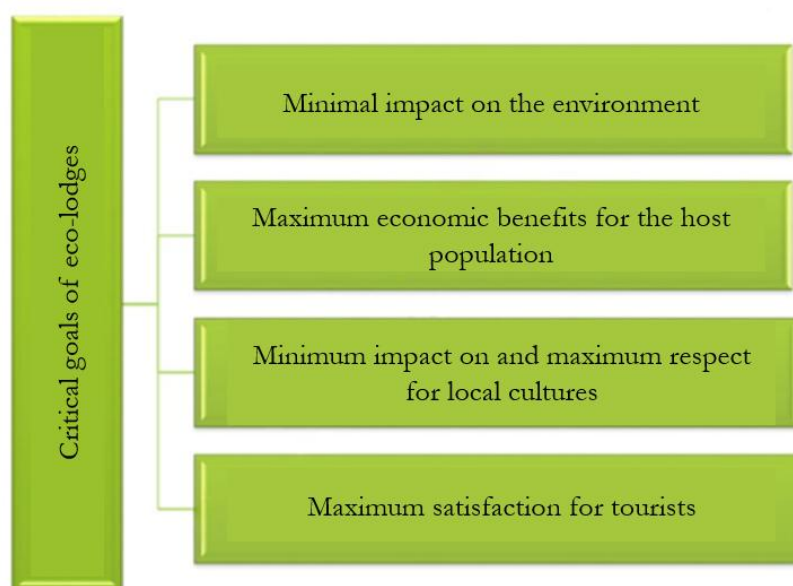 Critical goals of eco-lodges
Minimal impact on the environment
Maximum economic benefits for the host
population
Minimum impact on and maximum respect
for local cultures
Maximum satisfaction for tourists